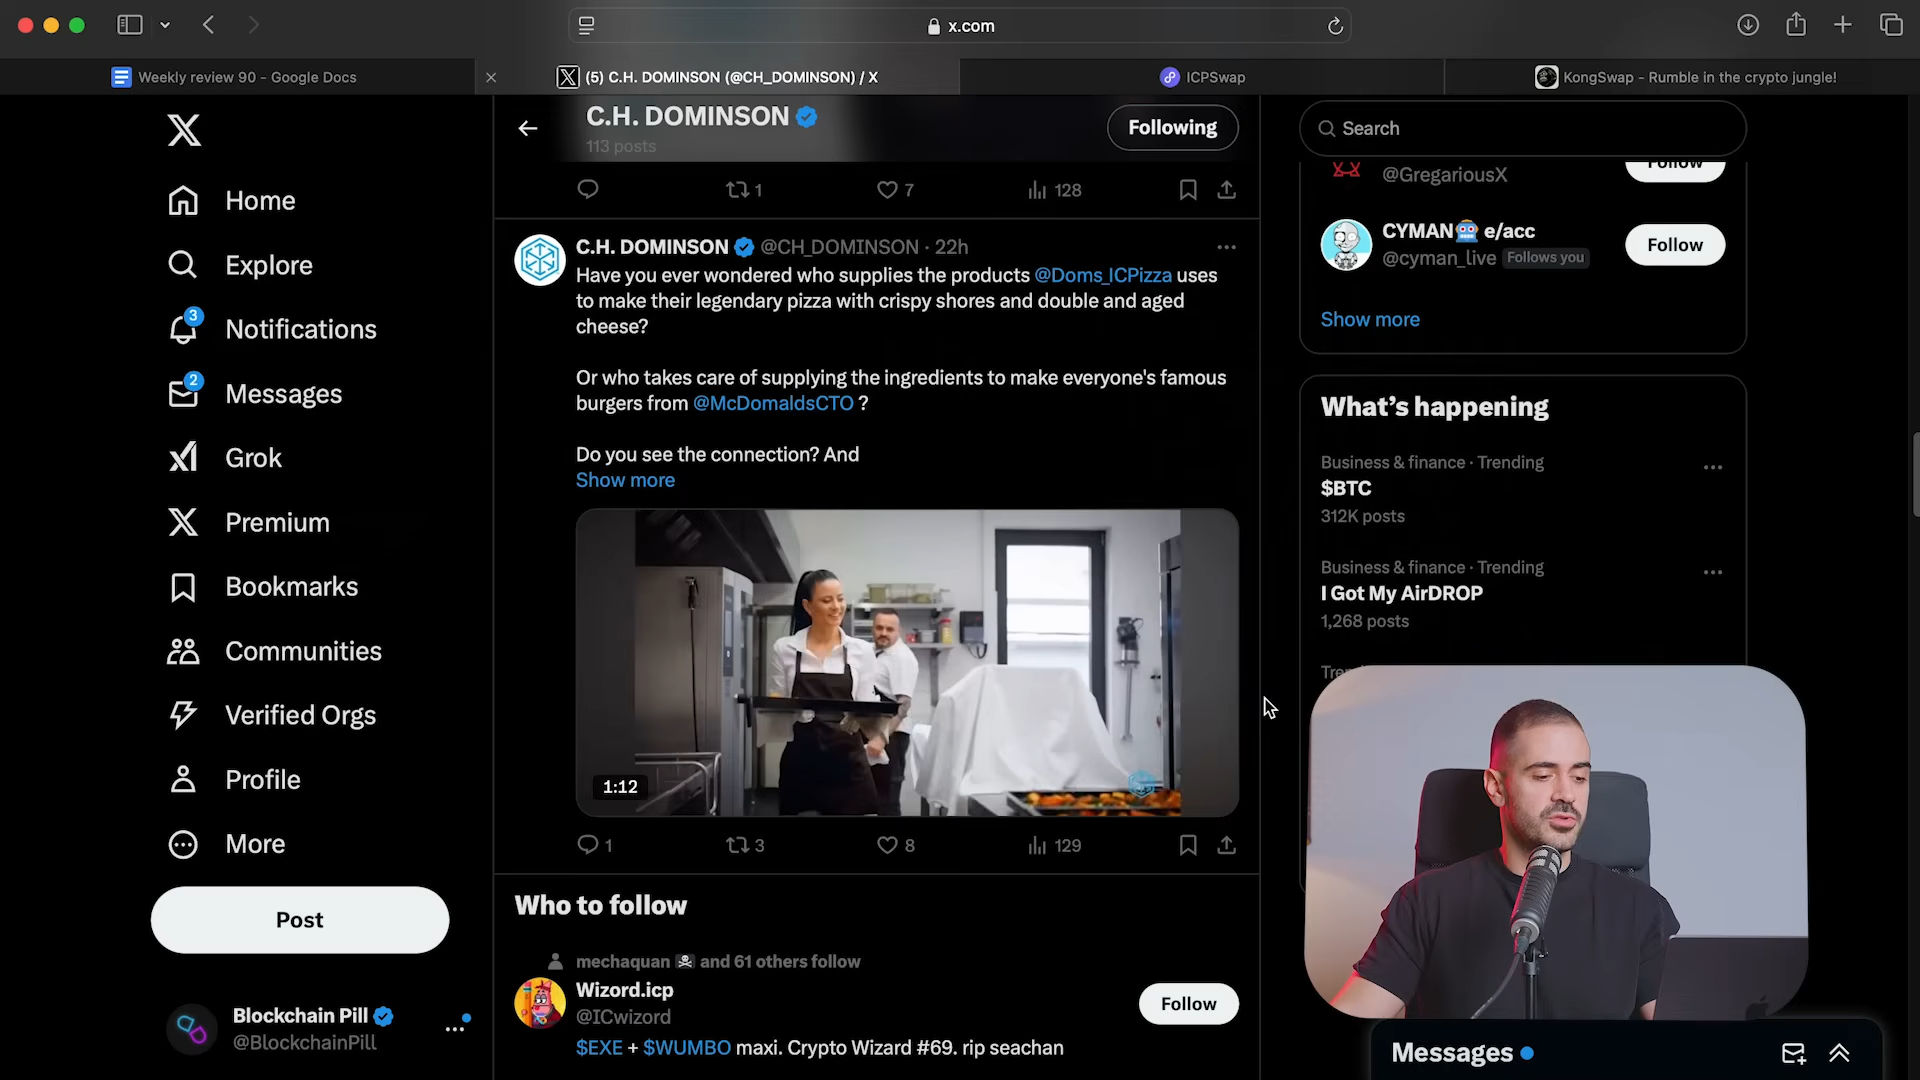 x.com
Weekly review 90 - Google Docs
(5) C.H. DOMINSON (@CH_DOMINSON) / X
ICPSwap
KongSwap - Rumble in the crypto jungle!
Home
Explore
3
Notifications
2
Messages
Grok
Premium
Bookmarks
Communities
Verified Orgs
Profile
More
Post
Blockchain Pill
@BlockchainPill
C.H. DOMINSON
113 posts
Following
1
7
128
C.H. DOMINSON @CH_DOMINSON · 22h
Have you ever wondered who supplies the products @Doms_ICPizza uses
to make their legendary pizza with crispy shores and double and aged
cheese?
Or who takes care of supplying the ingredients to make everyone's famous
burgers from @McDomaldsCTO ?
Do you see the connection? And
Show more
1:12
1
3
8
129
Who to follow
mechaquan and 61 others follow
Wizord.icp
@ICwizord
Follow
$EXE + $WUMBO maxi. Crypto Wizard #69. rip seachan
Search
@GregariousX
Follow
CYMAN e/acc
@cyman_live Follows you
Follow
Show more
What's happening
Business & finance · Trending
$BTC
312K posts
Business & finance · Trending
I Got My AirDROP
1,268 posts
Messages